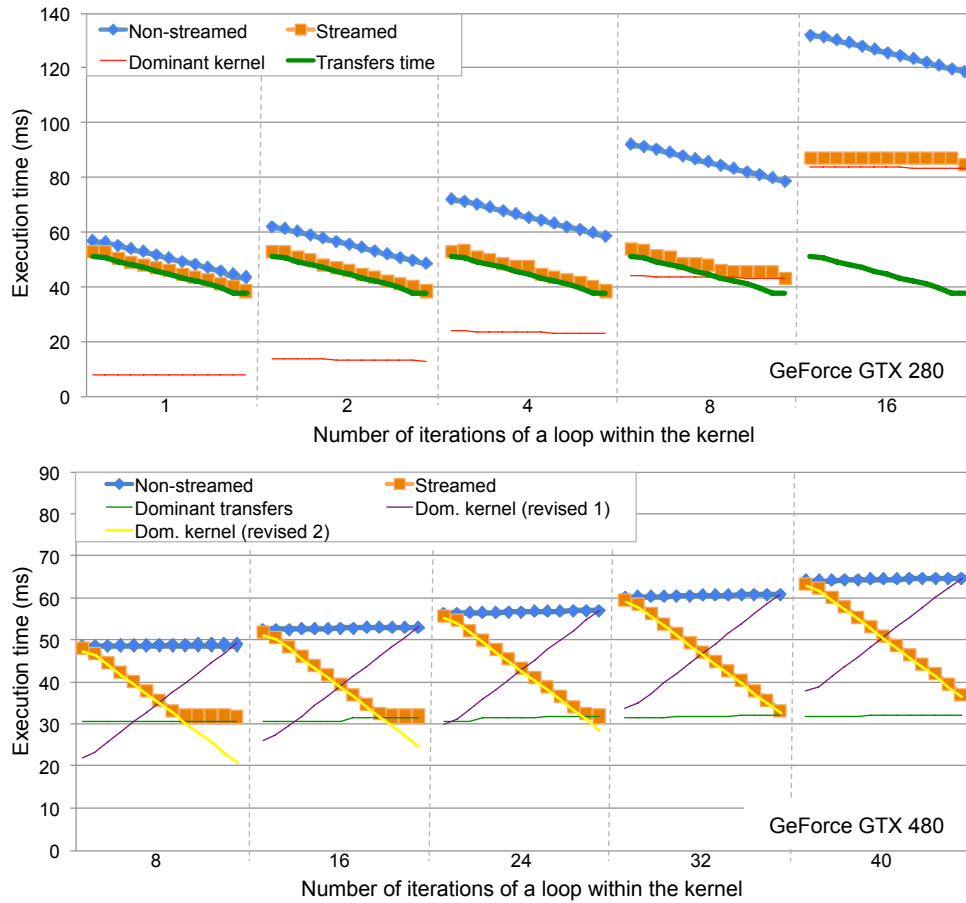 140
120
100
80
60
40
20
0
Execution time (ms)
Non-streamed
Streamed
Dominant kernel
Transfers time
GeForce GTX 280
1 2 4 8 16
Number of iterations of a loop within the kernel
90
80
70
60
50
40
30
20
10
0
Execution time (ms)
Non-streamed
Streamed
Dominant transfers
Dom. kernel (revised 1)
Dom. kernel (revised 2)
GeForce GTX 480
8 16 24 32 40
Number of iterations of a loop within the kernel